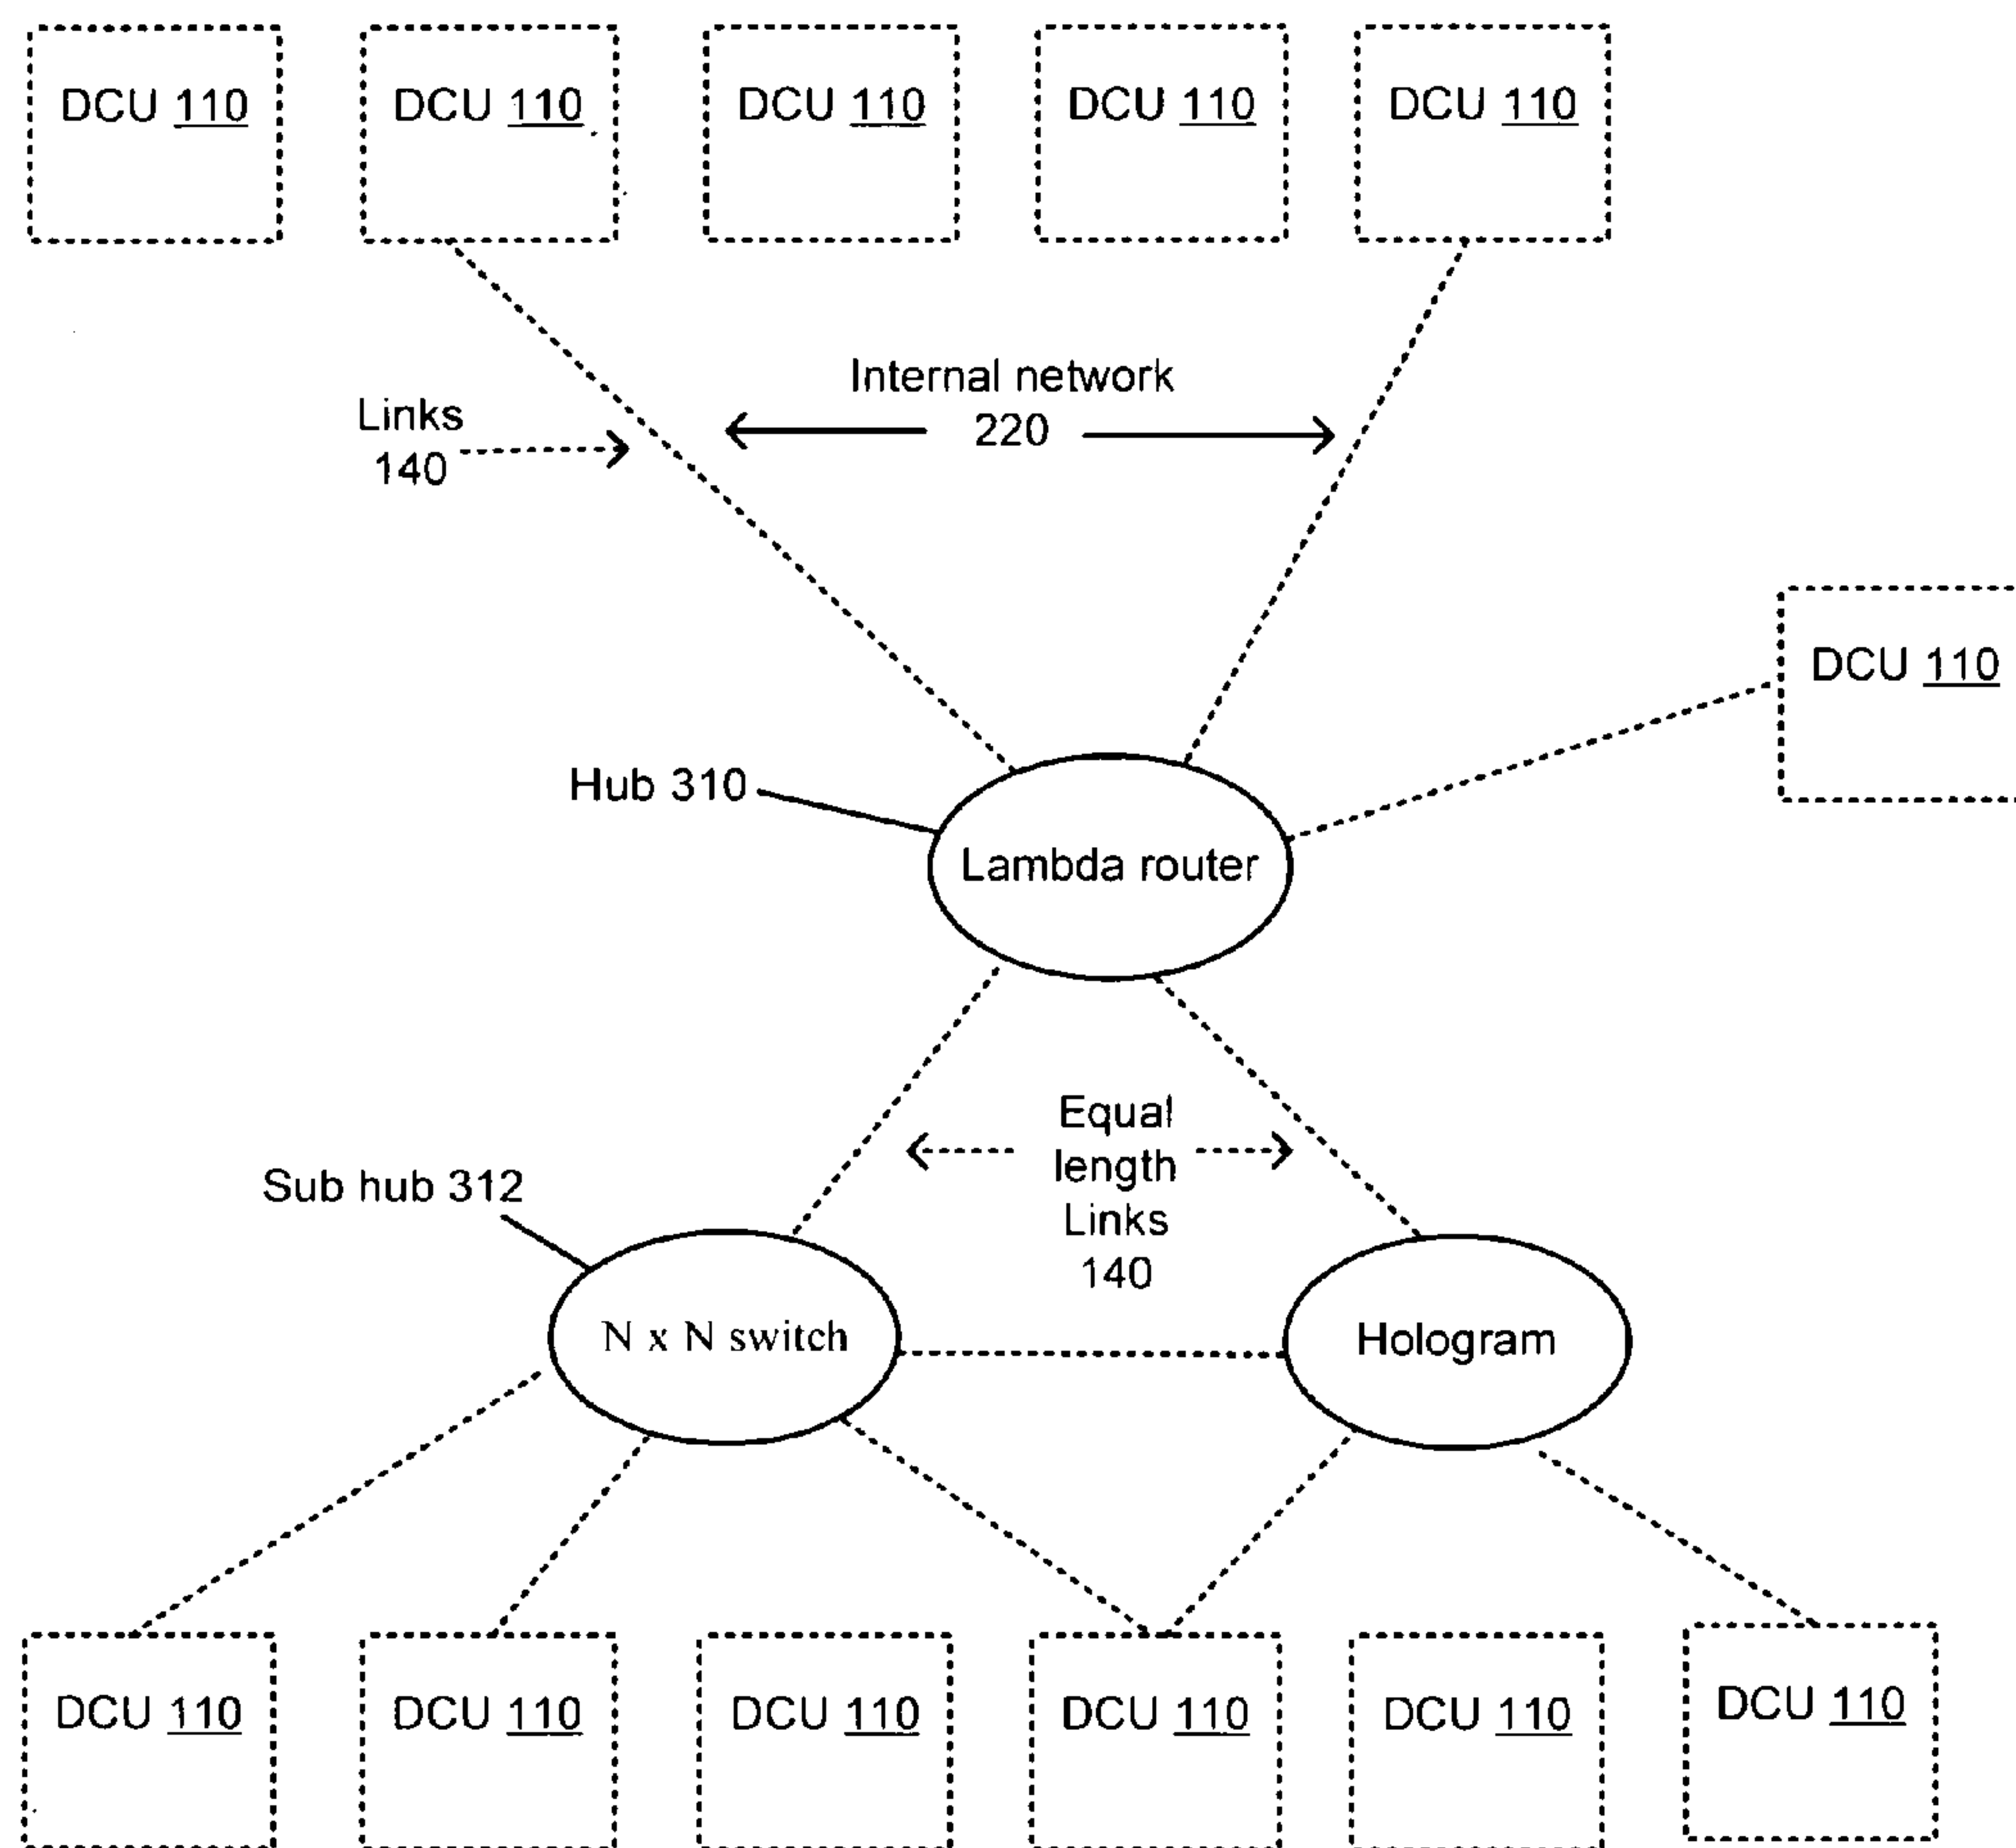 DCU 110
DCU 110
DCU 110
DCU 110
DCU 110
Internal network
220
Links
140
DCU 110
Hub 310
Lambda router
Equal
length
Links
140
Sub hub 312
N x N switch
Hologram
DCU 110
DCU 110
DCU 110
DCU 110
DCU 110
DCU 110